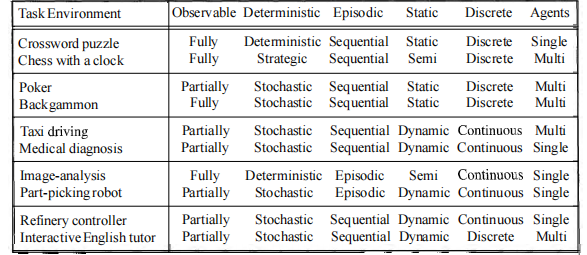 Task Environment Observable Deterministic Episodic Static Discrete Agents
Crossword puzzle Fully Deterministic Sequential Static Discrete Single
Chess with a clock Fully Strategic Sequential Semi Discrete Multi
Poker Partially Stochastic Sequential Static Discrete Multi
Backgammon Fully Stochastic Sequential Static Discrete Multi
Taxi driving Partially Stochastic Sequential Dynamic Continuous Multi
Medical diagnosis Partially Stochastic Sequential Dynamic Continuous Single
Image-analysis Fully Deterministic Episodic Semi Continuous Single
Part-picking robot Partially Stochastic Episodic Dynamic Continuous Single
Refinery controller Partially Stochastic Sequential Dynamic Continuous Single
Interactive English tutor Partially Stochastic Sequential Dynamic Discrete Multi